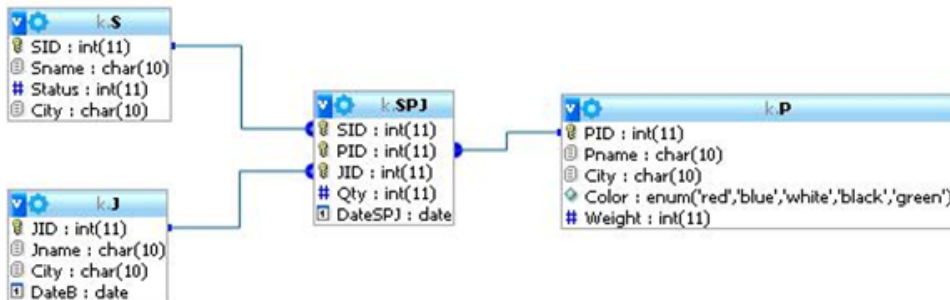 k.S
SID : int(11)
Sname : char(10)
Status : int(11)
City : char(10)
k.J
JID : int(11)
Jname : char(10)
City : char(10)
DateB : date
k.SPJ
SID : int(11)
PID : int(11)
JID : int(11)
Qty : int(11)
DateSPJ : date
k.P
PID : int(11)
Pname : char(10)
City : char(10)
Color : enum('red','blue','white','black','green')
Weight : int(11)